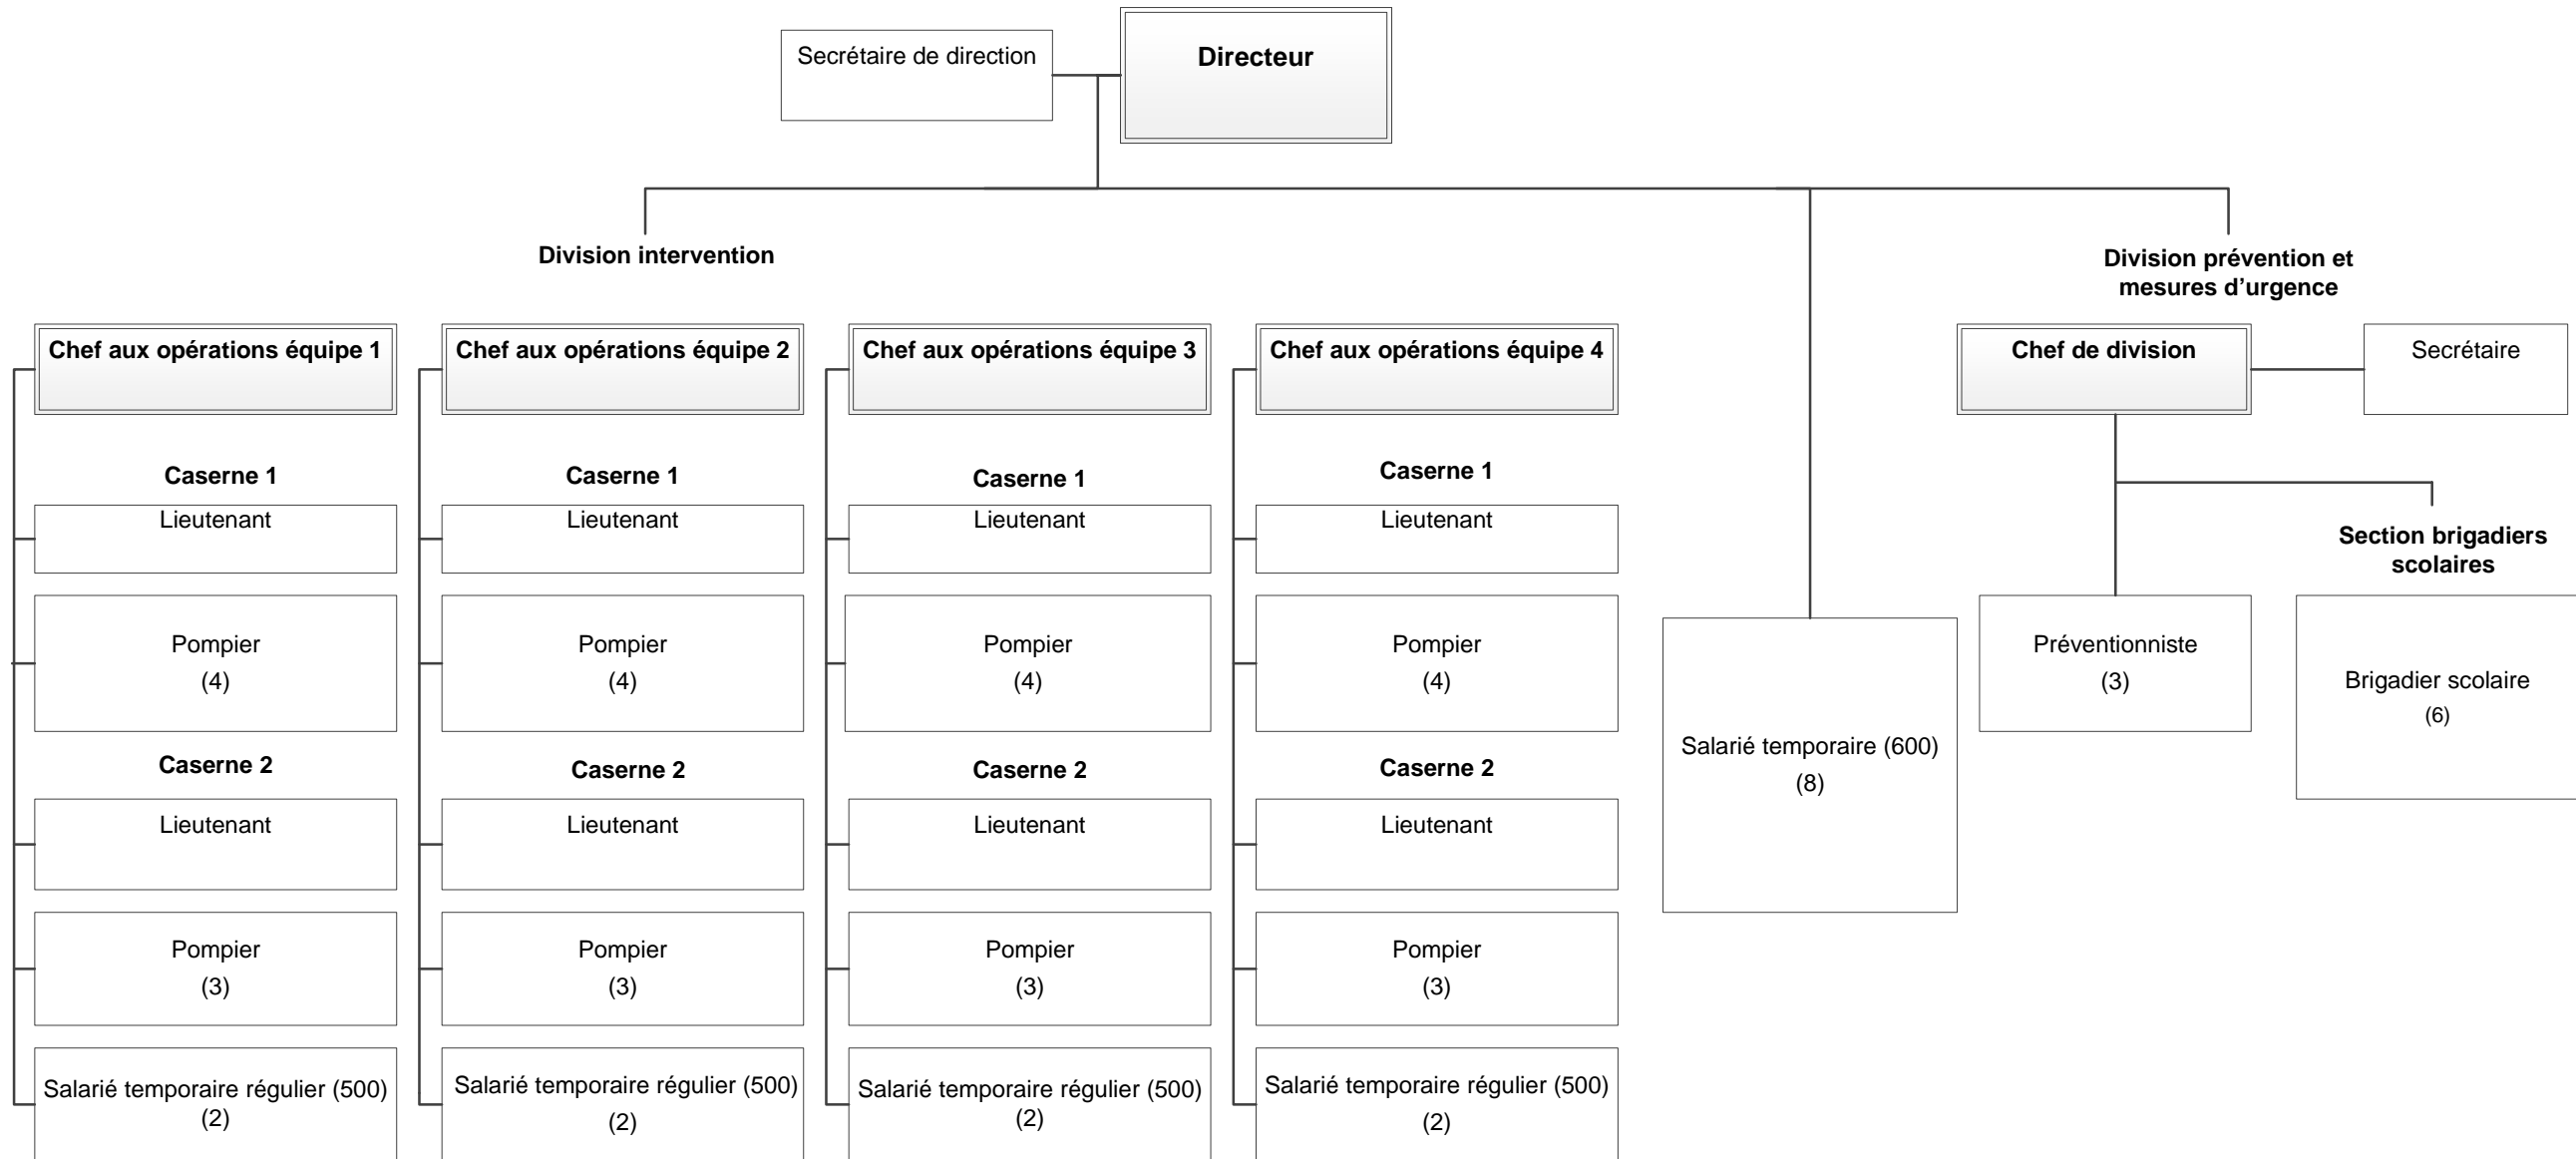 Secrétaire de direction
Directeur
Division intervention
Division prévention et
mesures d’urgence
Chef aux opérations équipe 1
Chef aux opérations équipe 2
Chef aux opérations équipe 3
Chef aux opérations équipe 4
Chef de division
Secrétaire
Caserne 1
Caserne 1
Caserne 1
Caserne 1
Lieutenant
Lieutenant
Lieutenant
Lieutenant
Section brigadiers
scolaires
Pompier
(4)
Pompier
(4)
Pompier
(4)
Pompier
(4)
Salarié temporaire (600)
(8)
Préventionniste
(3)
Brigadier scolaire
(6)
Caserne 2
Caserne 2
Caserne 2
Caserne 2
Lieutenant
Lieutenant
Lieutenant
Lieutenant
Pompier
(3)
Pompier
(3)
Pompier
(3)
Pompier
(3)
Salarié temporaire régulier (500)
(2)
Salarié temporaire régulier (500)
(2)
Salarié temporaire régulier (500)
(2)
Salarié temporaire régulier (500)
(2)